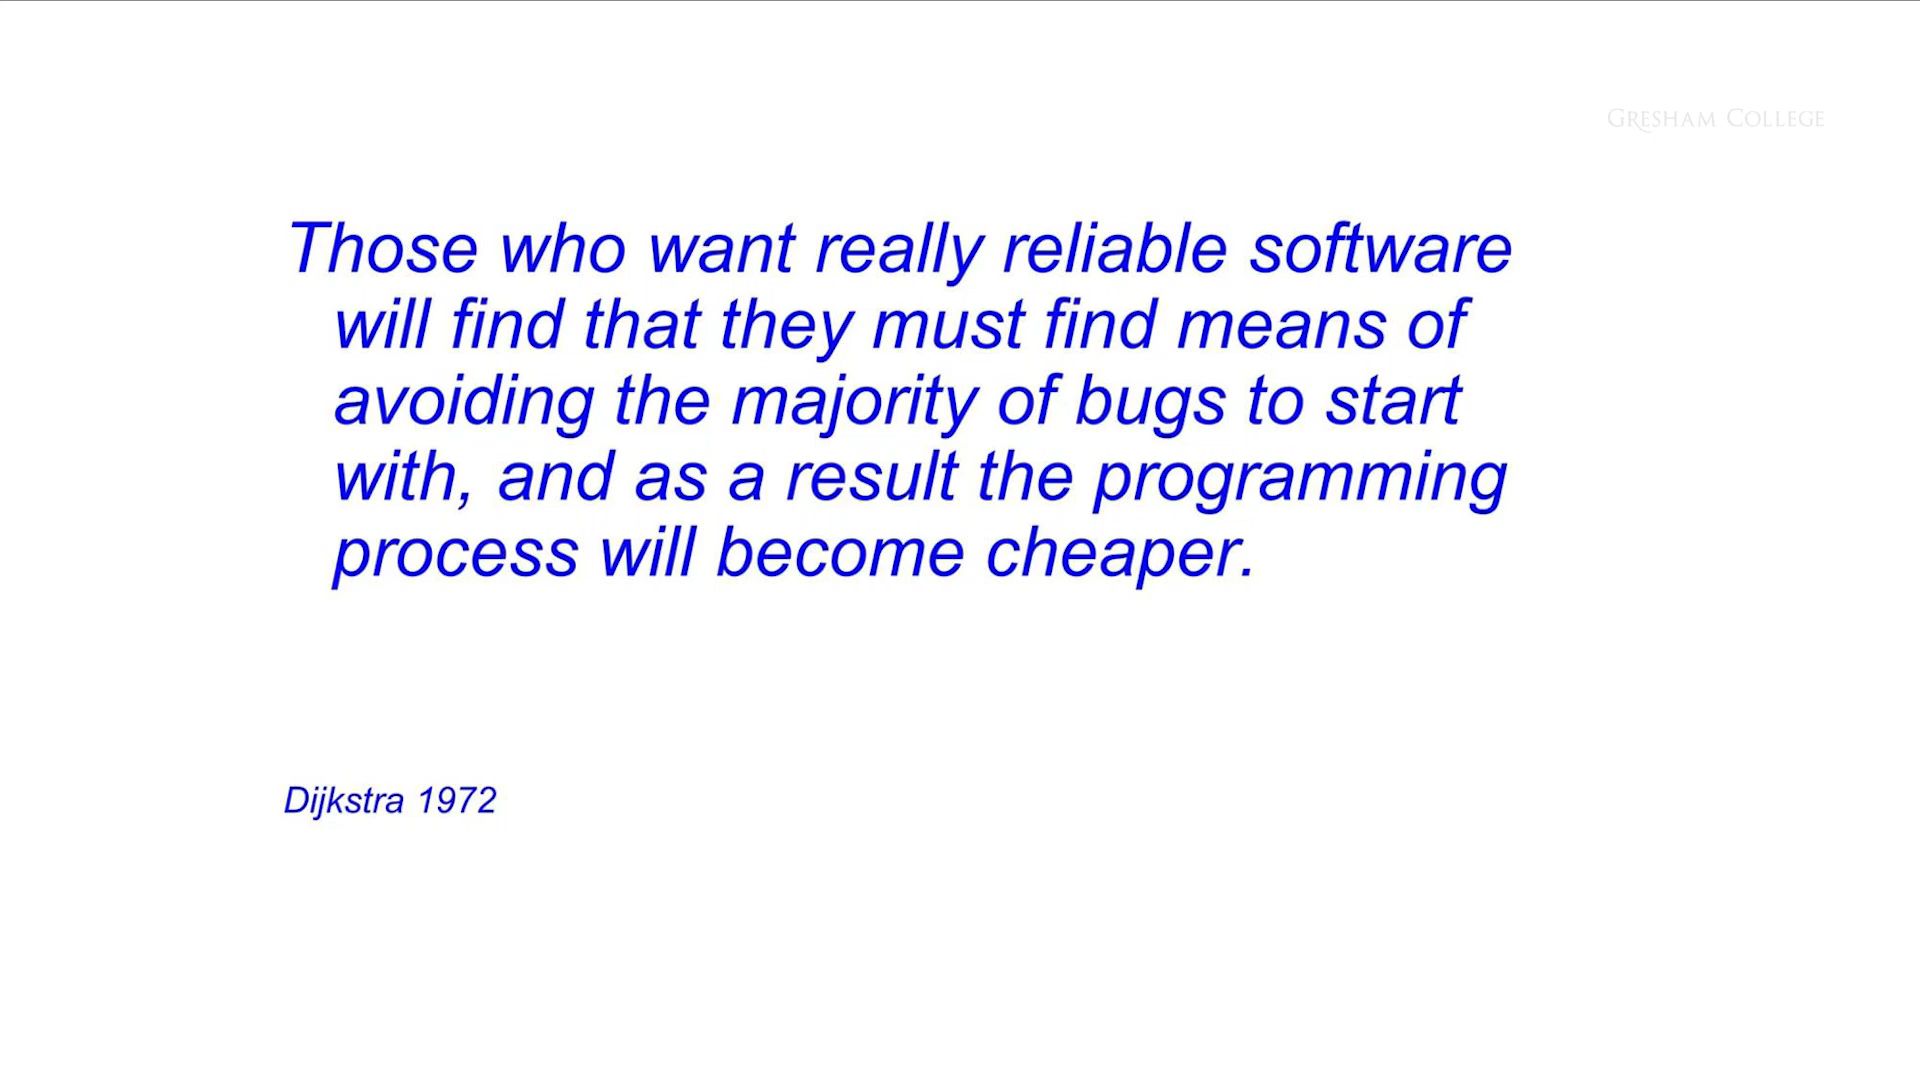 GRESHAM COLLEGE
Those who want really reliable software
will find that they must find means of
avoiding the majority of bugs to start
with, and as a result the programming
process will become cheaper.
Dijkstra 1972